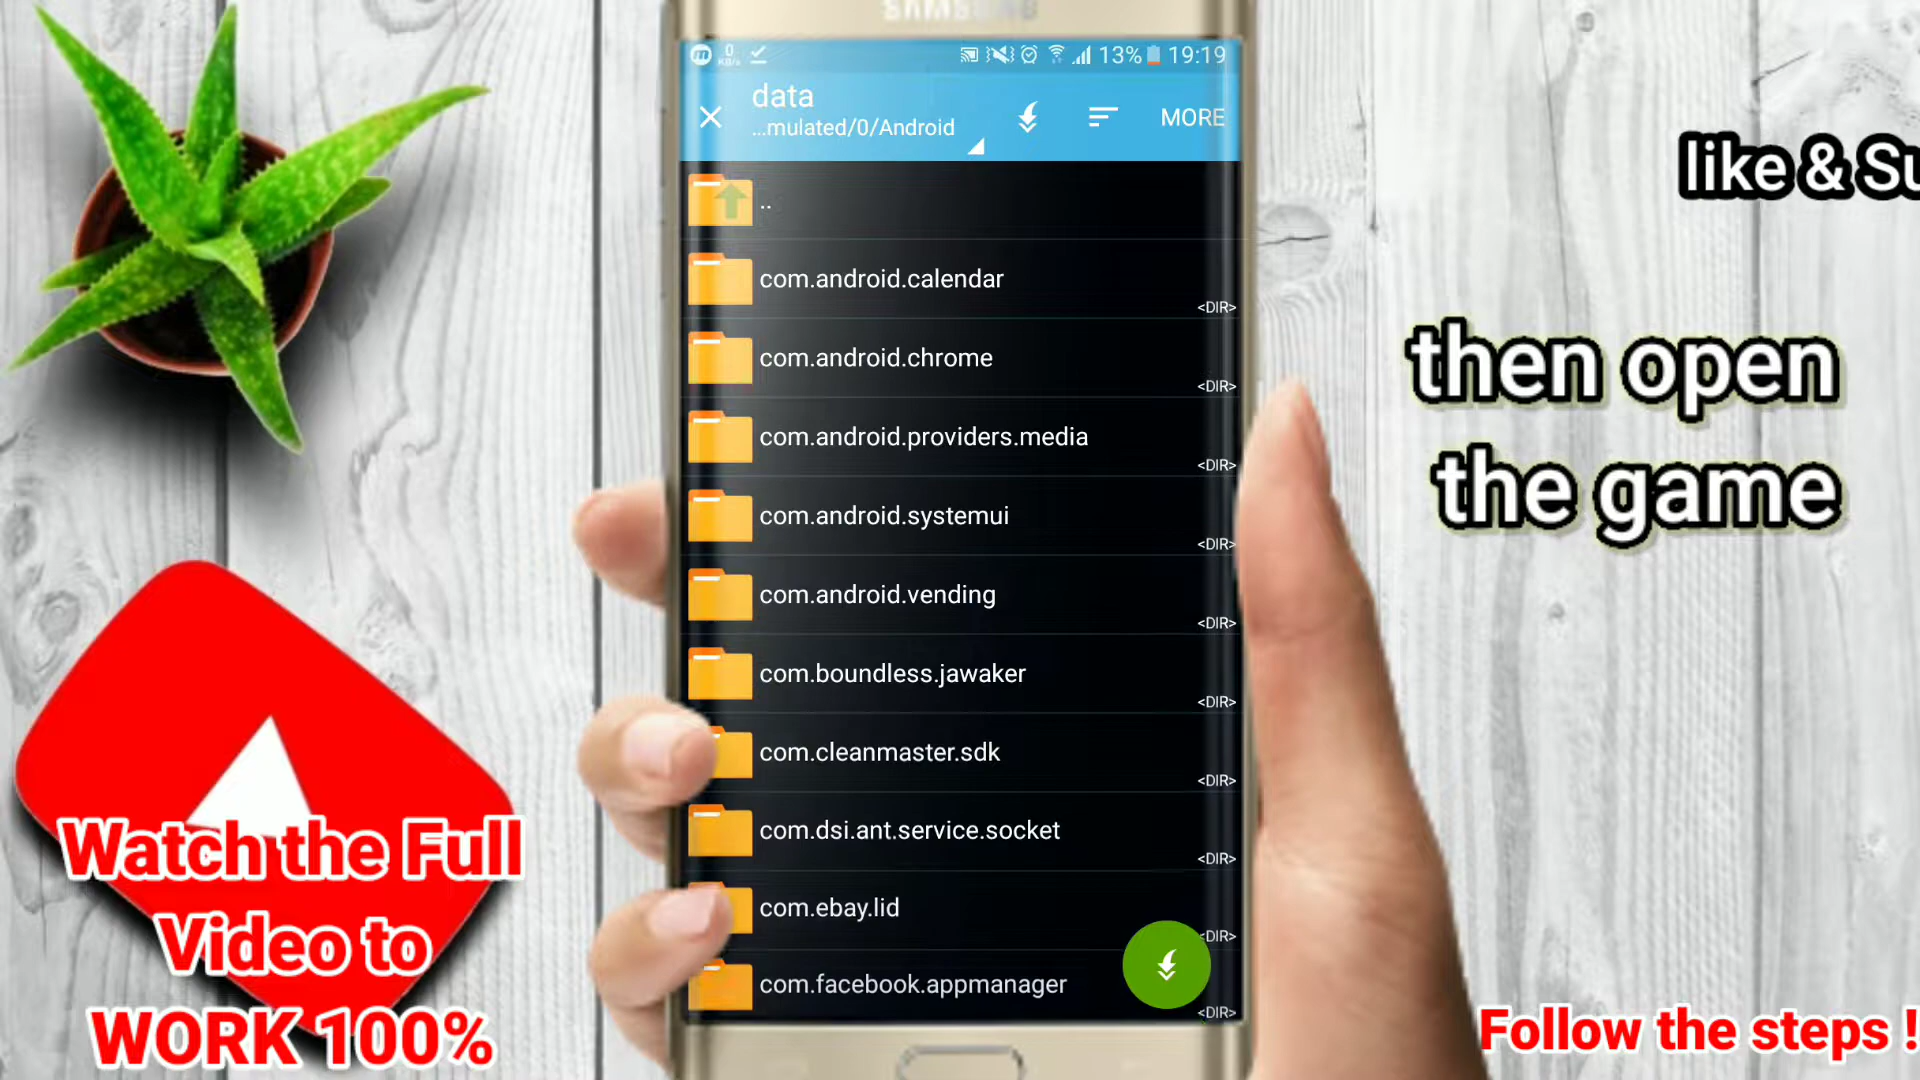 SAMSUNG
0
KB/s
13% 19:19
data
...mulated/0/Android
MORE
..
com.android.calendar
<DIR>
com.android.chrome
<DIR>
com.android.providers.media
<DIR>
com.android.systemui
<DIR>
com.android.vending
<DIR>
com.boundless.jawaker
<DIR>
com.cleanmaster.sdk
<DIR>
com.dsi.ant.service.socket
<DIR>
com.ebay.lid
<DIR>
com.facebook.appmanager
<DIR>
like & Su
then open
the game
Watch the Full
Video to
WORK 100%
Follow the steps !